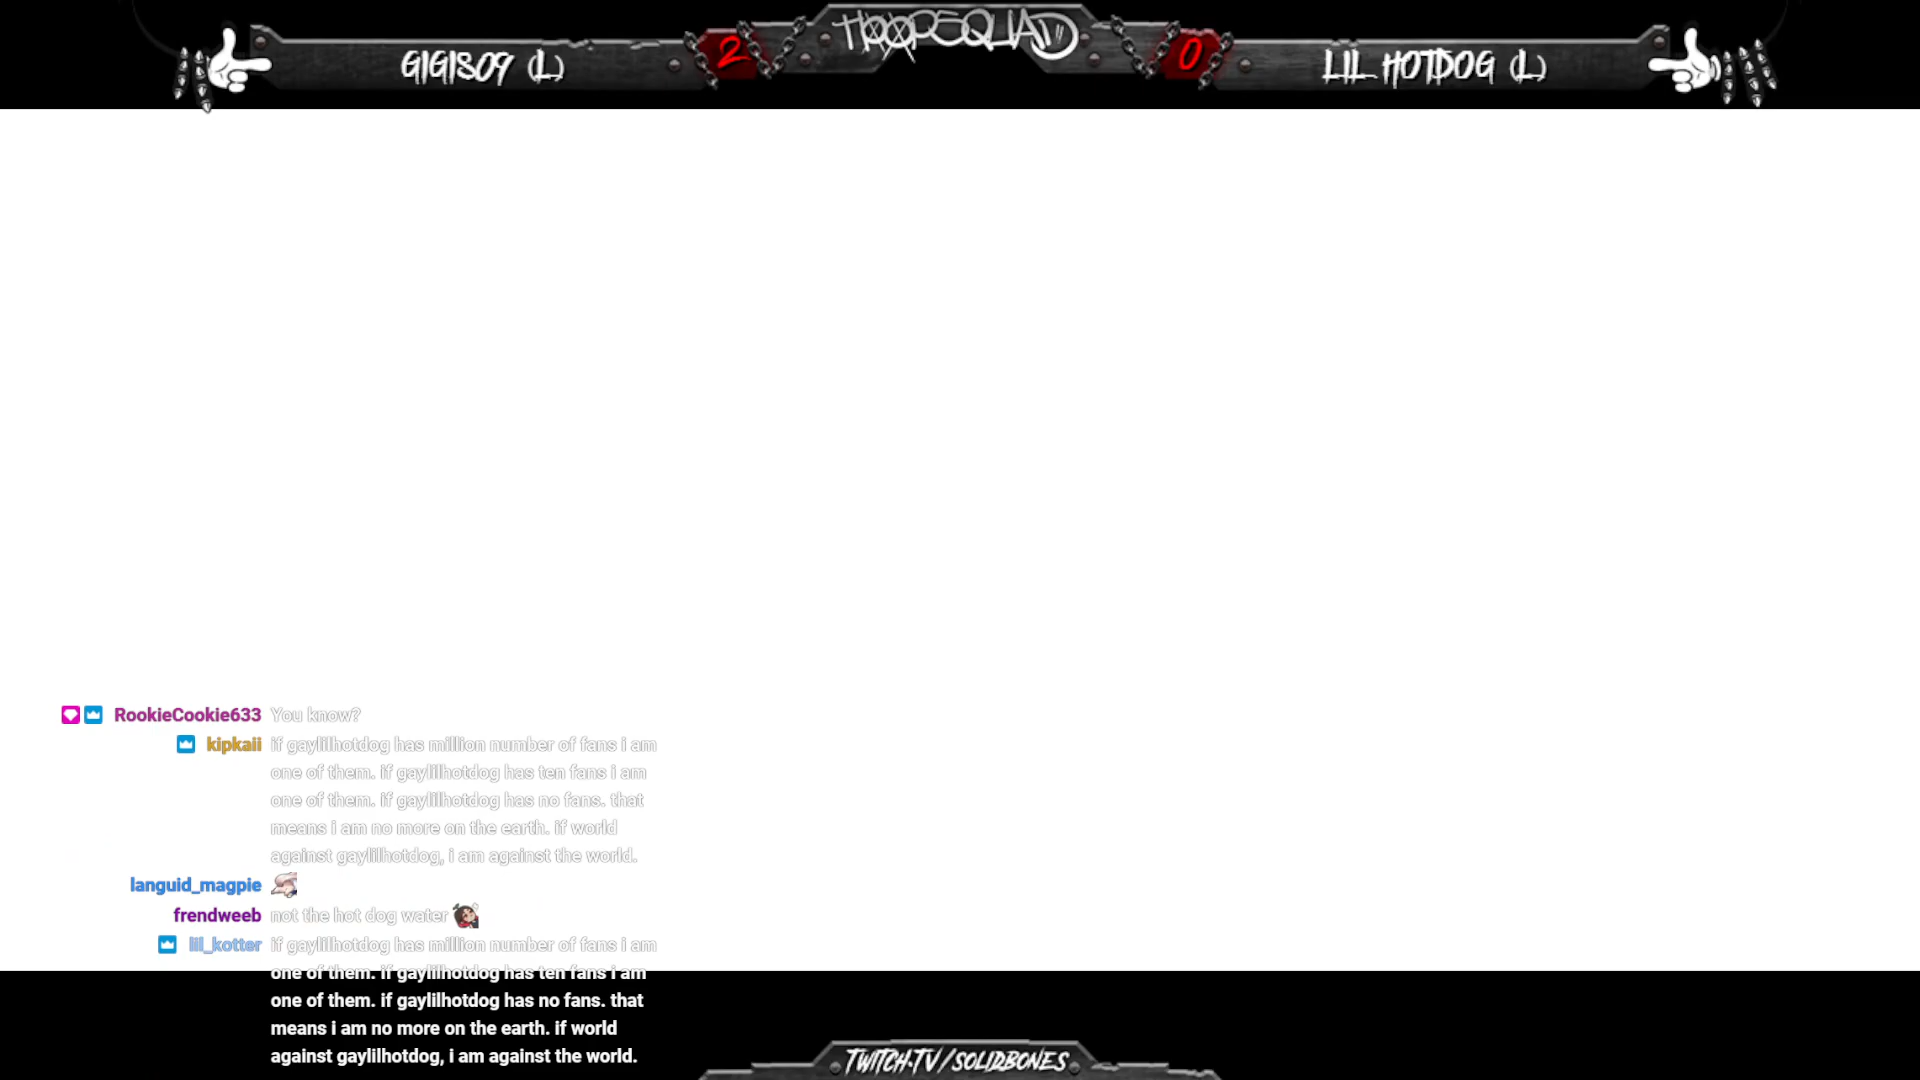 GIGI809 (L) 2 HOOPSQUAD 0 LIL HOTDOG (L)
RookieCookie633 You know?
kipkaii if gaylilhotdog has million number of fans i am
one of them. if gaylilhotdog has ten fans i am
one of them. if gaylilhotdog has no fans. that
means i am no more on the earth. if world
against gaylilhotdog, i am against the world.
languid_magpie
frendweeb not the hot dog water
lil_kotter if gaylilhotdog has million number of fans i am
one of them. if gaylilhotdog has ten fans i am
one of them. if gaylilhotdog has no fans. that
means i am no more on the earth. if world
against gaylilhotdog, i am against the world.
TWITCH.TV/SOLIDBONES